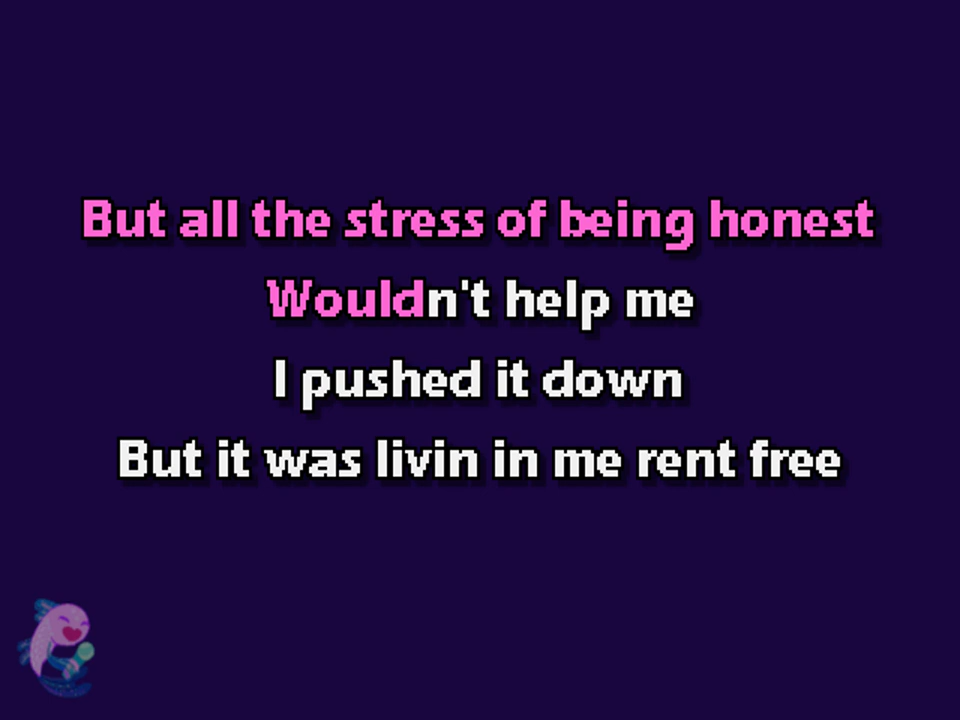 But all the stress of being honest
Wouldn't help me
I pushed it down
But it was livin in me rent free